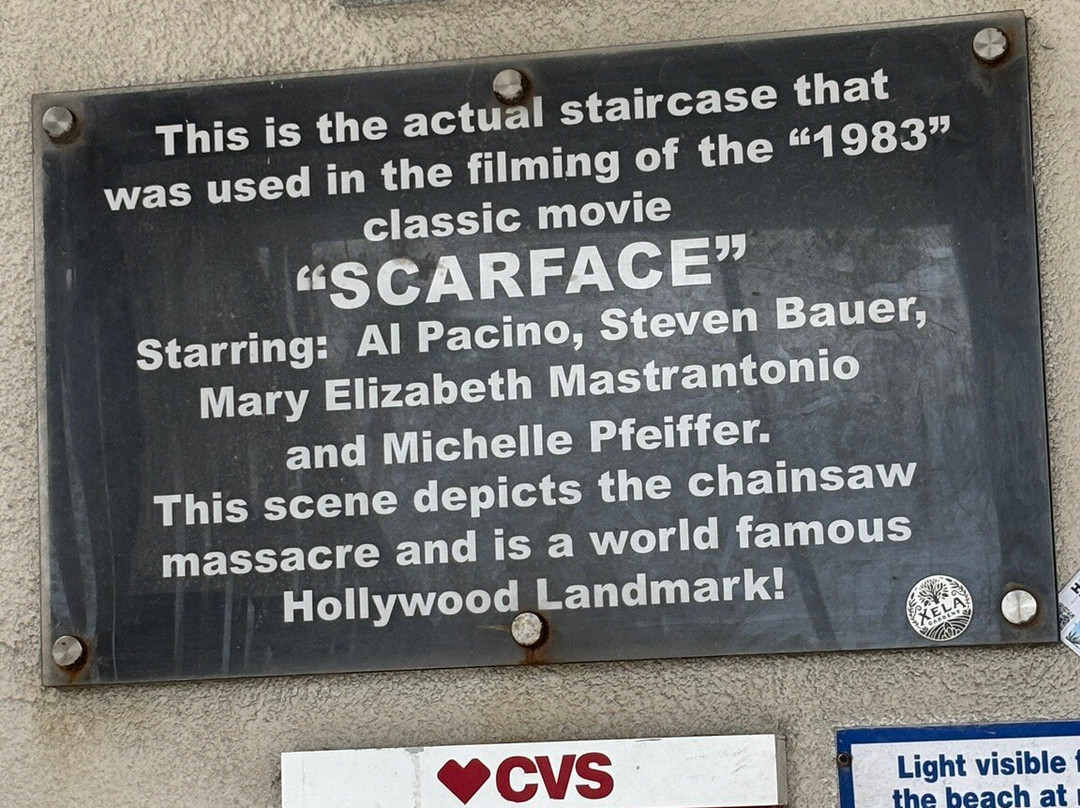 This is the actual staircase that
was used in the filming of the “1983”
classic movie
“SCARFACE”
Starring: Al Pacino, Steven Bauer,
Mary Elizabeth Mastrantonio
and Michelle Pfeiffer.
This scene depicts the chainsaw
massacre and is a world famous
Hollywood Landmark!
XELA
GARDENS
CVS
Light visible
the beach at